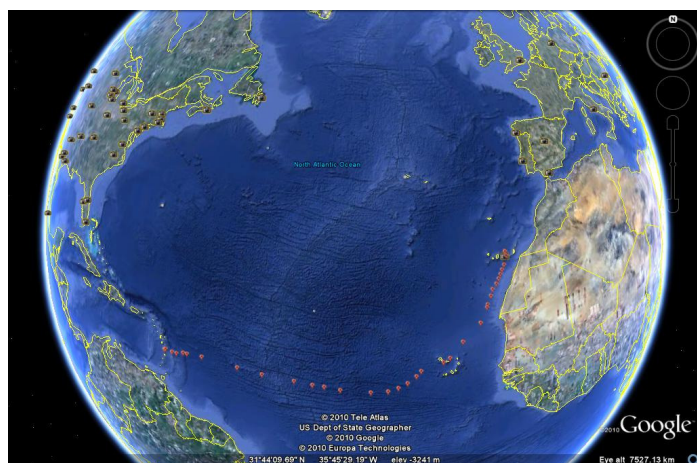 N
North Atlantic Ocean
© 2010 Tele Atlas
US Dept of State Geographer
© 2010 Google
© 2010 Europa Technologies
©2010 Google
31°44'09.69" N 35°45'29.19" W elev -3241 m
Eye alt 7527.13 km